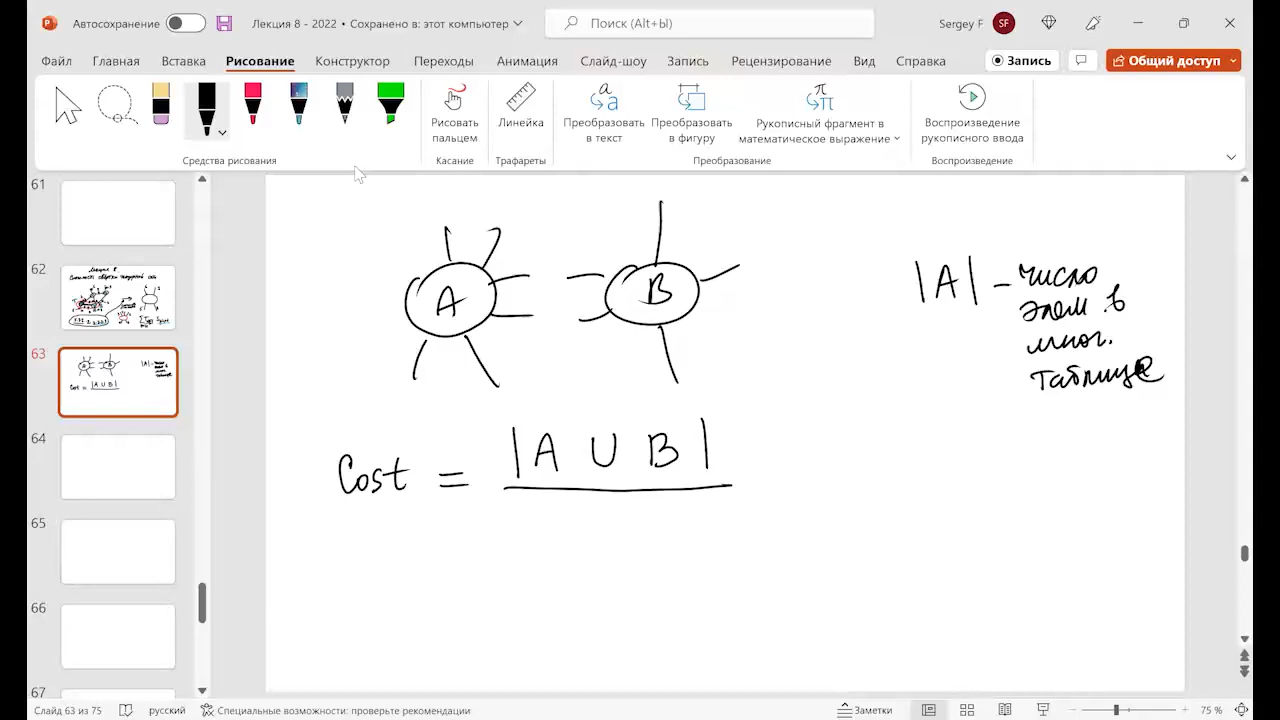 Автосохранение
Лекция 8 - 2022 • Сохранено в: этот компьютер
Поиск (Alt+Ы)
Sergey F
SF
Файл Главная Вставка Рисование Конструктор Переходы Анимация Слайд-шоу Запись Рецензирование Вид Справка
Запись
Общий доступ
Рисовать пальцем
Линейка
Преобразовать в текст
Преобразовать в фигуру
Рукописный фрагмент в математическое выражение
Воспроизведение рукописного ввода
Средства рисования
Касание
Трафареты
Преобразование
Воспроизведение
61
62
63
64
65
66
67
A
B
|A| – число
элем. в
мног.
таблице
Cost = |A U B|
Слайд 63 из 75
русский
Специальные возможности: проверьте рекомендации
Заметки
75 %